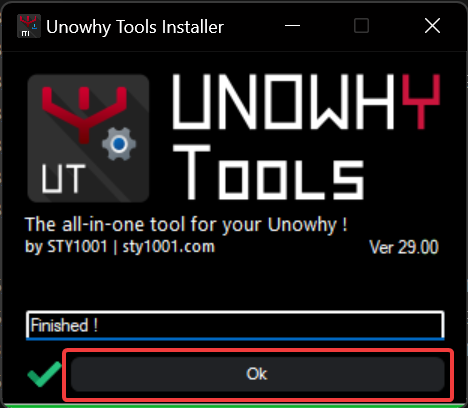 Unowhy Tools Installer
UNOWHY
UT
TOOLS
The all-in-one tool for your Unowhy !
by STY1001 | sty1001.com
Ver 29.00
Finished !
Ok